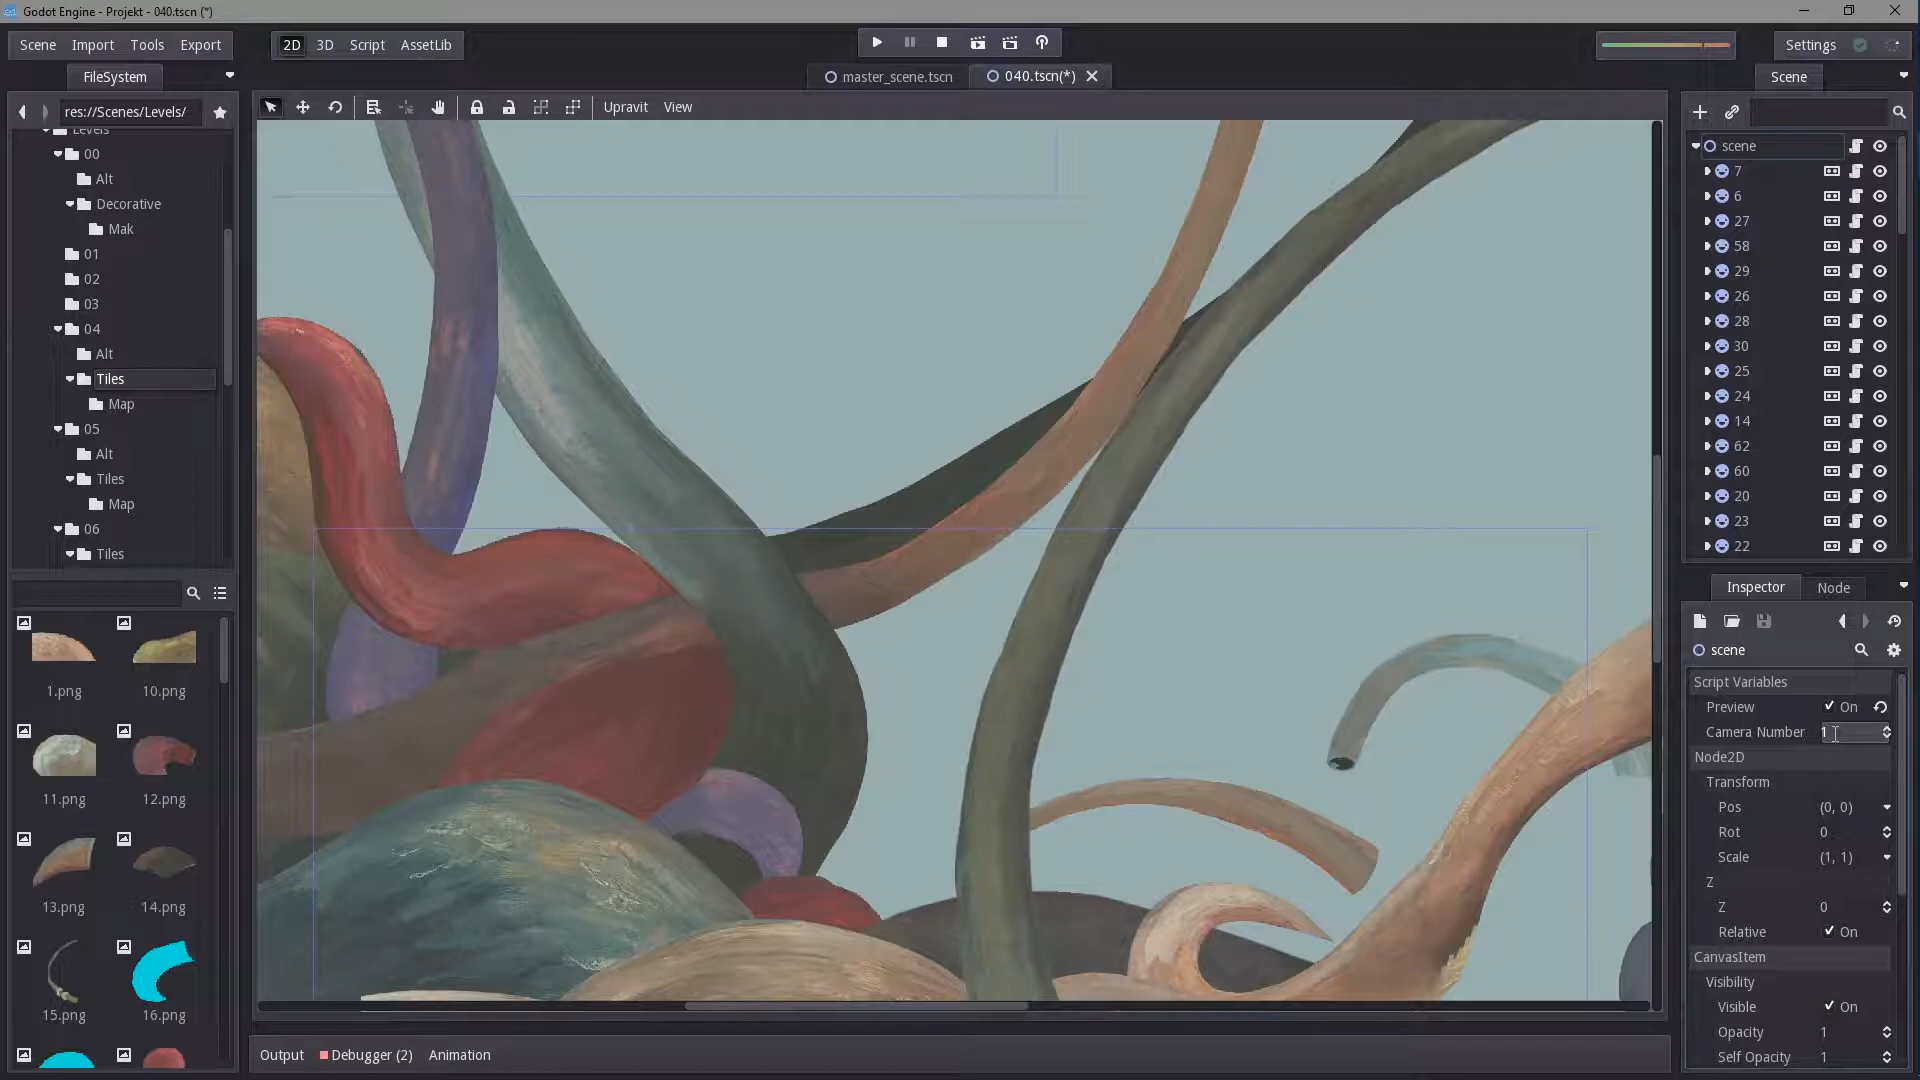 Godot Engine - Projekt - 040.tscn (*)
Scene Import Tools Export
2D 3D Script AssetLib
Settings
FileSystem
master_scene.tscn
040.tscn(*)
Scene
res://Scenes/Levels/
Upravit View
Levels
00
Alt
Decorative
Mak
01
02
03
04
Alt
Tiles
Map
05
Alt
Tiles
Map
06
Tiles
1.png
10.png
11.png
12.png
13.png
14.png
15.png
16.png
Output Debugger (2) Animation
scene
7
6
27
58
29
26
28
30
25
24
14
62
60
20
23
22
Inspector Node
scene
Script Variables
Preview On
Camera Number 1
Node2D
Transform
Pos (0, 0)
Rot 0
Scale (1, 1)
Z
Z 0
Relative On
CanvasItem
Visibility
Visible On
Opacity 1
Self Opacity 1